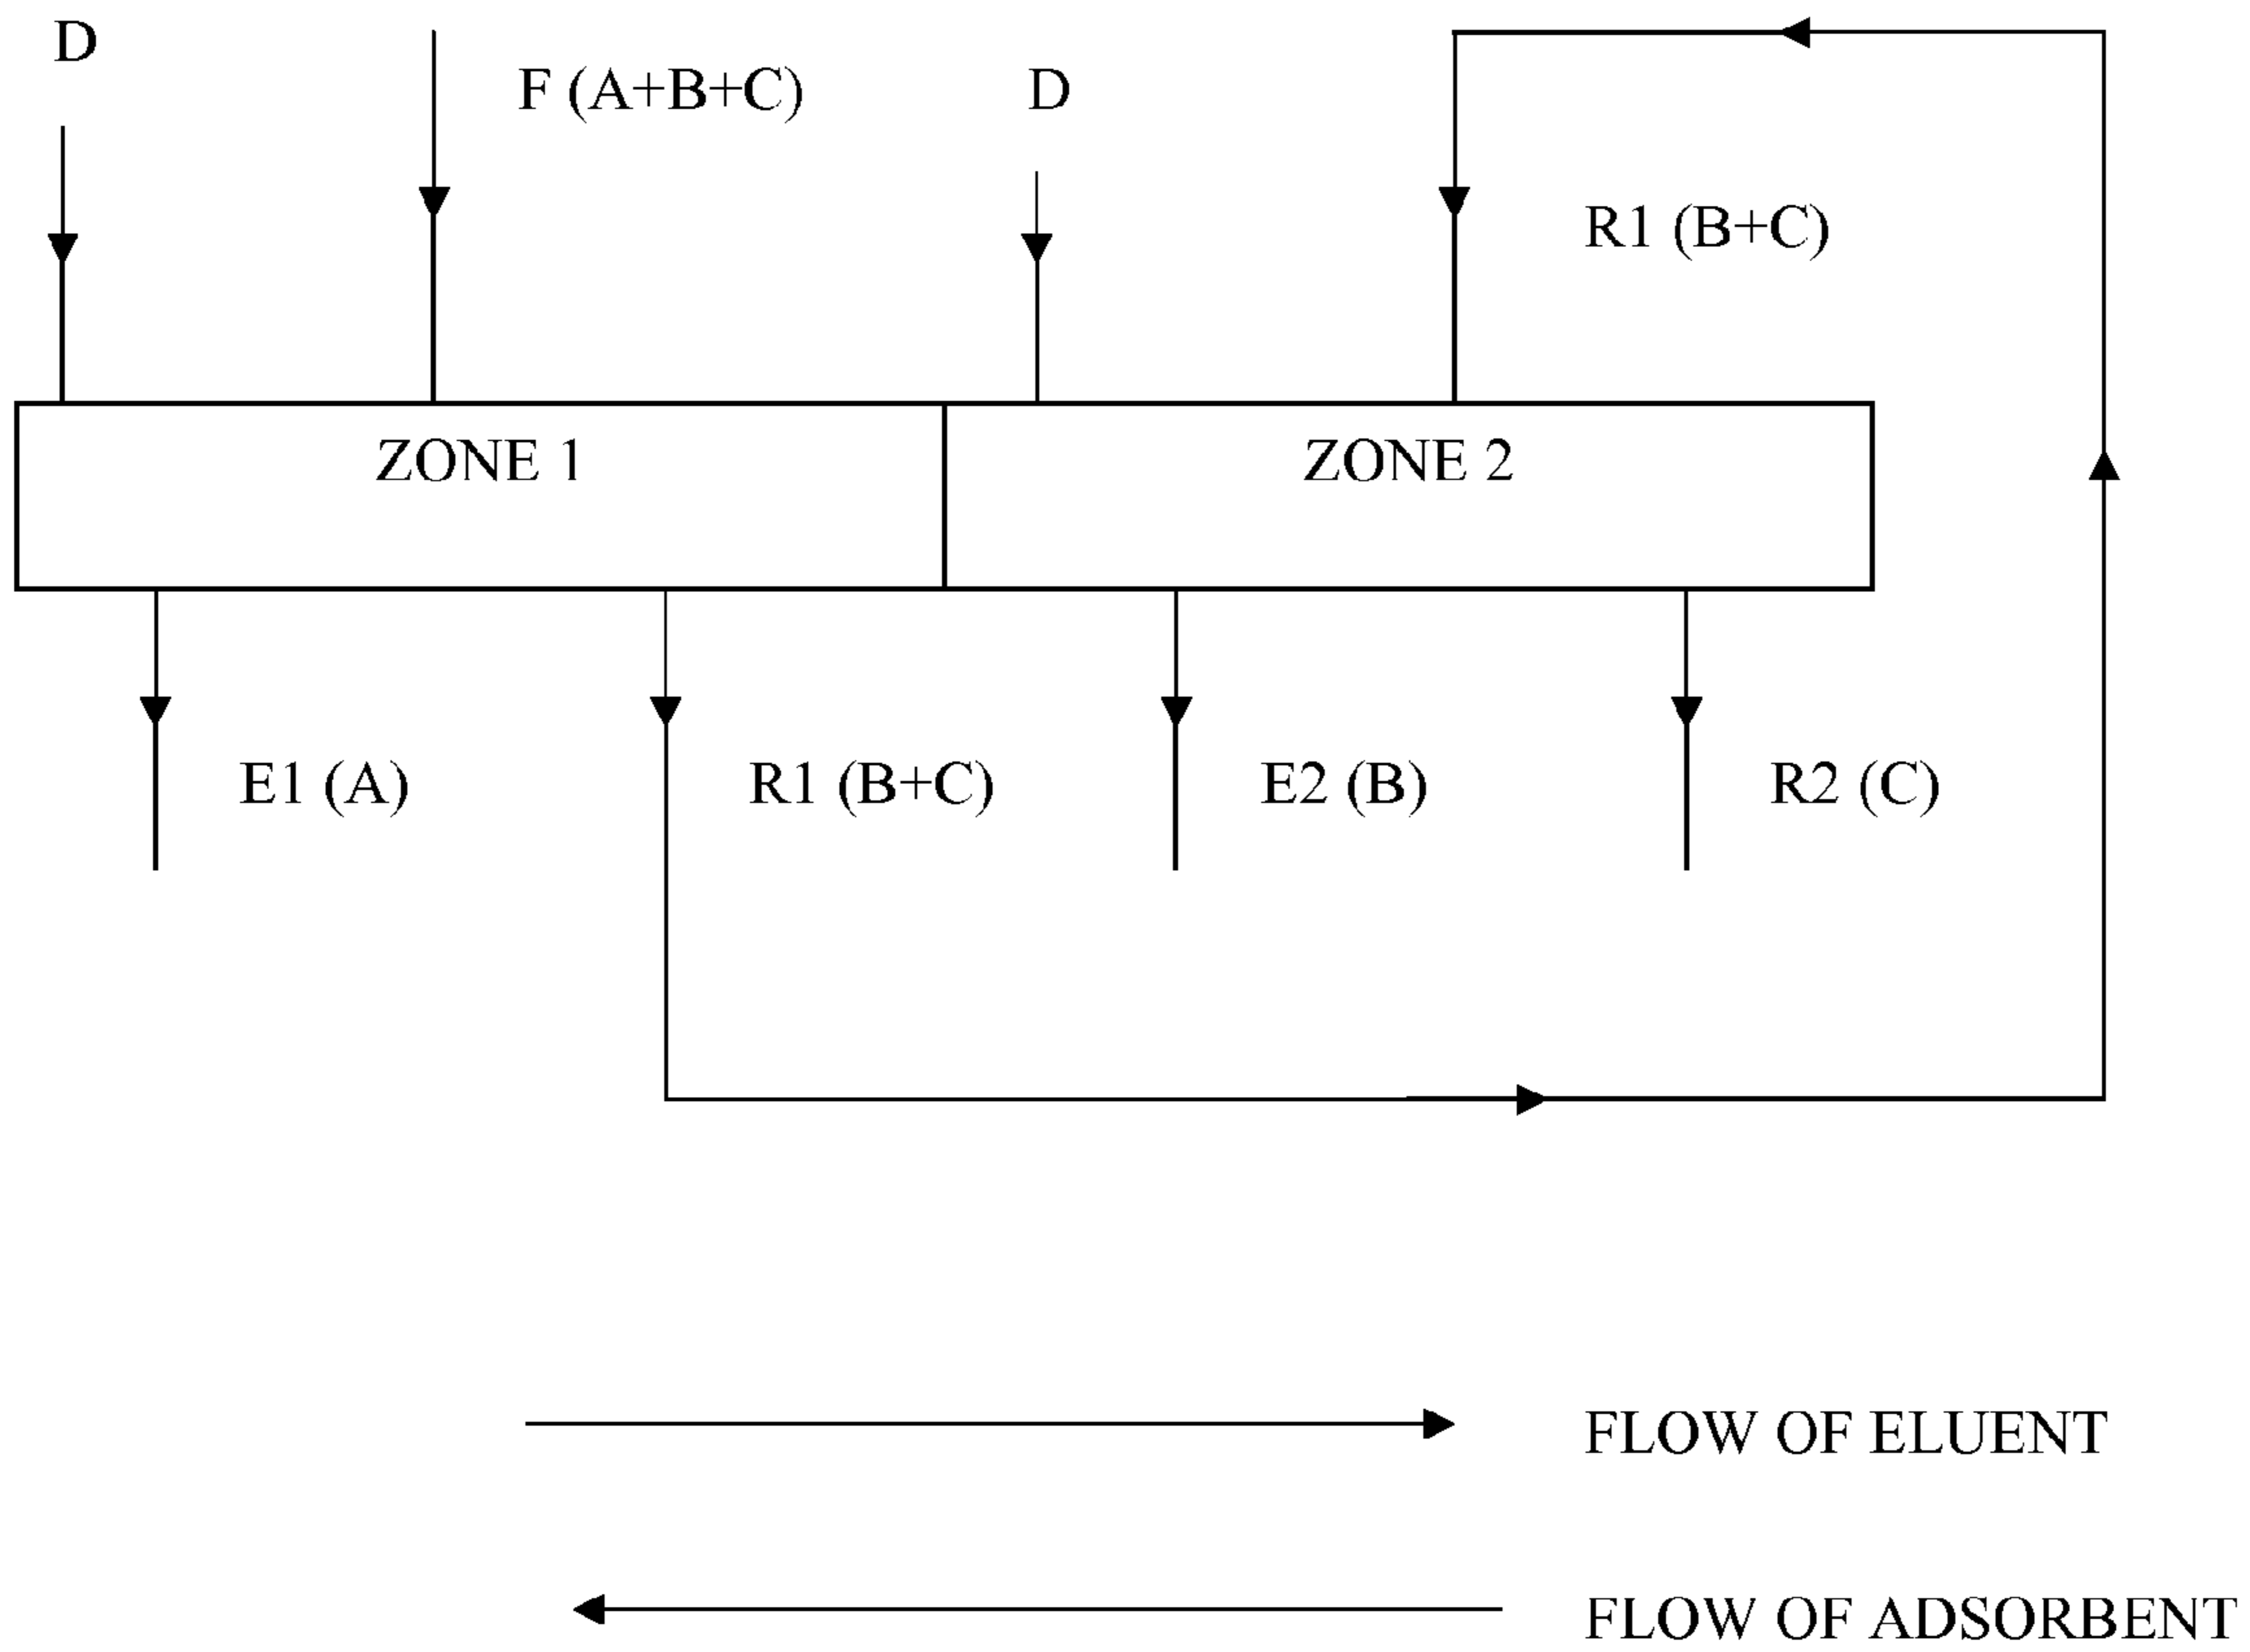 D
F (A+B+C)
D
R1 (B+C)
ZONE 1
ZONE 2
E1 (A)
R1 (B+C)
E2 (B)
R2 (C)
FLOW OF ELUENT
FLOW OF ADSORBENT